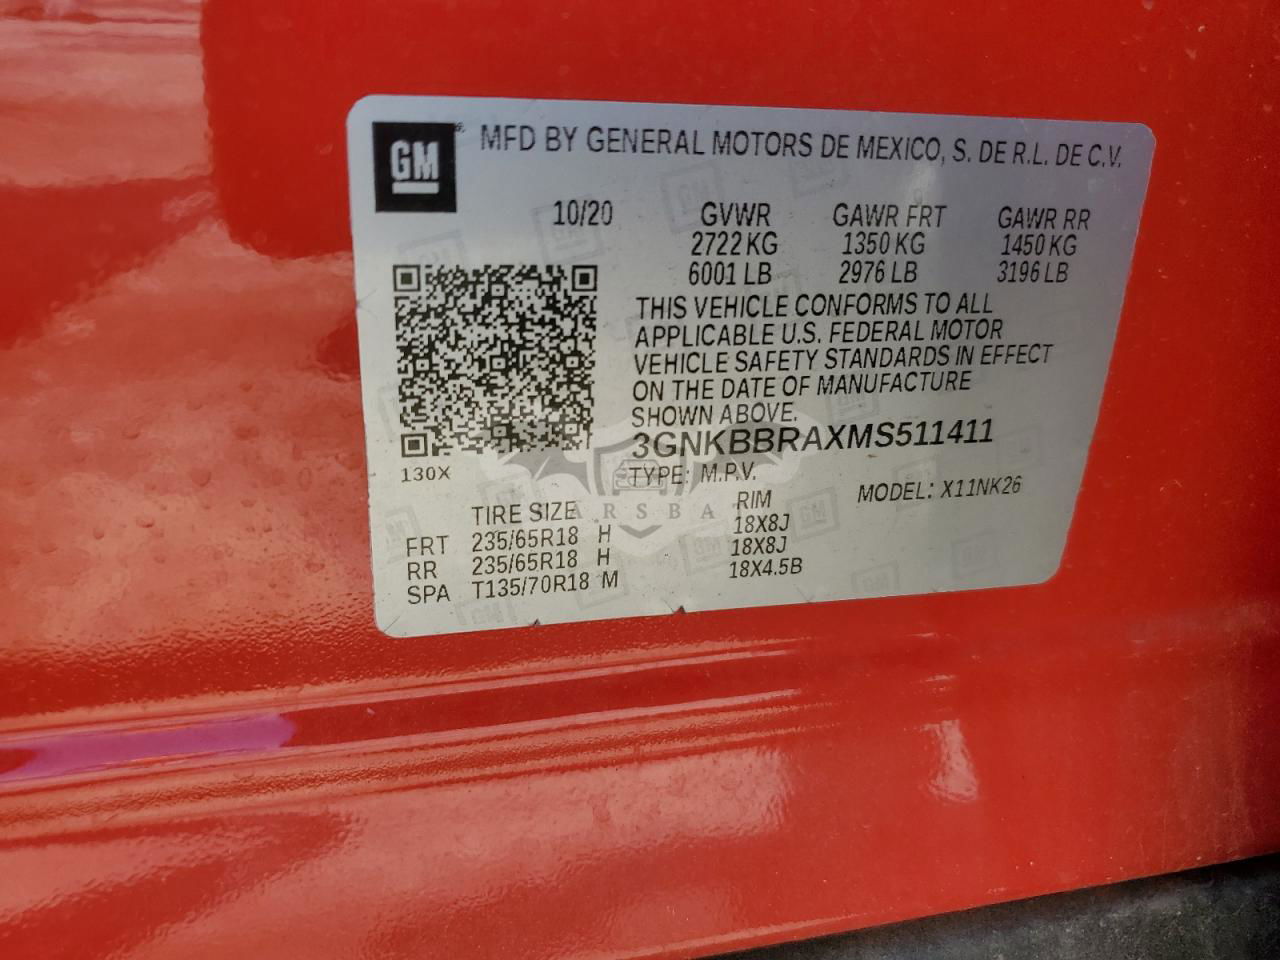 GM
MFD BY GENERAL MOTORS DE MEXICO, S. DE R.L. DE C.V.
10/20 GVWR GAWR FRT GAWR RR
2722 KG 1350 KG 1450 KG
6001 LB 2976 LB 3196 LB
THIS VEHICLE CONFORMS TO ALL
APPLICABLE U.S. FEDERAL MOTOR
VEHICLE SAFETY STANDARDS IN EFFECT
ON THE DATE OF MANUFACTURE
SHOWN ABOVE.
3GNKBBRAXMS511411
130X TYPE: M.P.V. MODEL: X11NK26
TIRE SIZE RIM
FRT 235/65R18 H 18X8J
RR 235/65R18 H 18X8J
SPA T135/70R18 M 18X4.5B